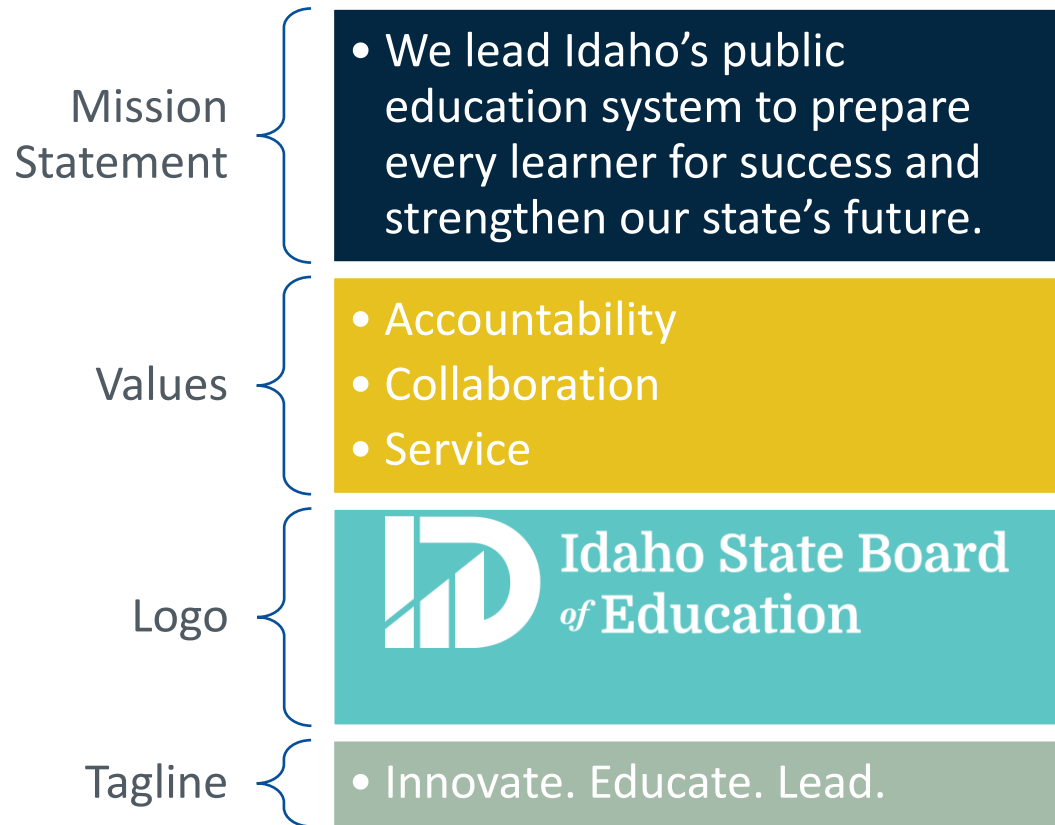 Mission
Statement
• We lead Idaho’s public
education system to prepare
every learner for success and
strengthen our state’s future.
Values
• Accountability
• Collaboration
• Service
Logo
ID
Idaho State Board
of Education
Tagline
• Innovate. Educate. Lead.